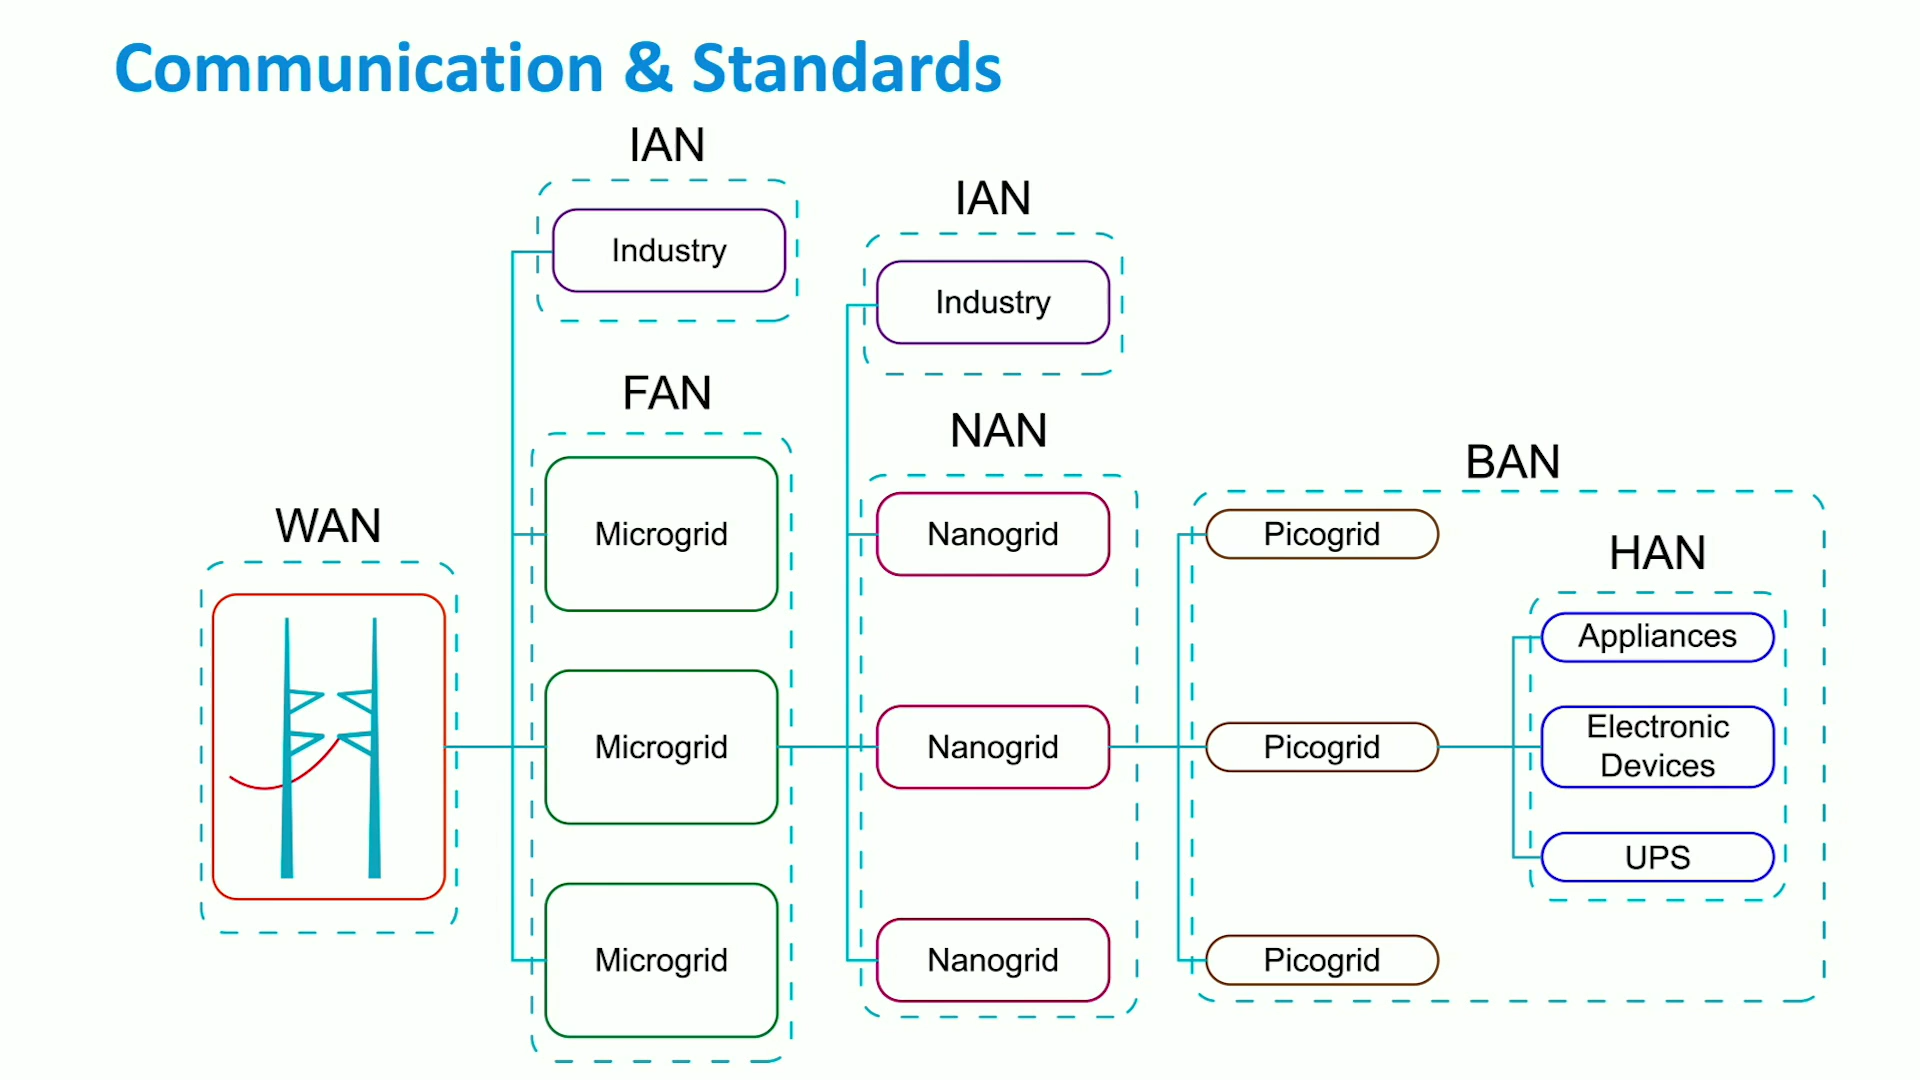 Communication & Standards
IAN
Industry
IAN
Industry
FAN
Microgrid
Microgrid
Microgrid
NAN
Nanogrid
Nanogrid
Nanogrid
WAN
BAN
Picogrid
Picogrid
Picogrid
HAN
Appliances
Electronic
Devices
UPS